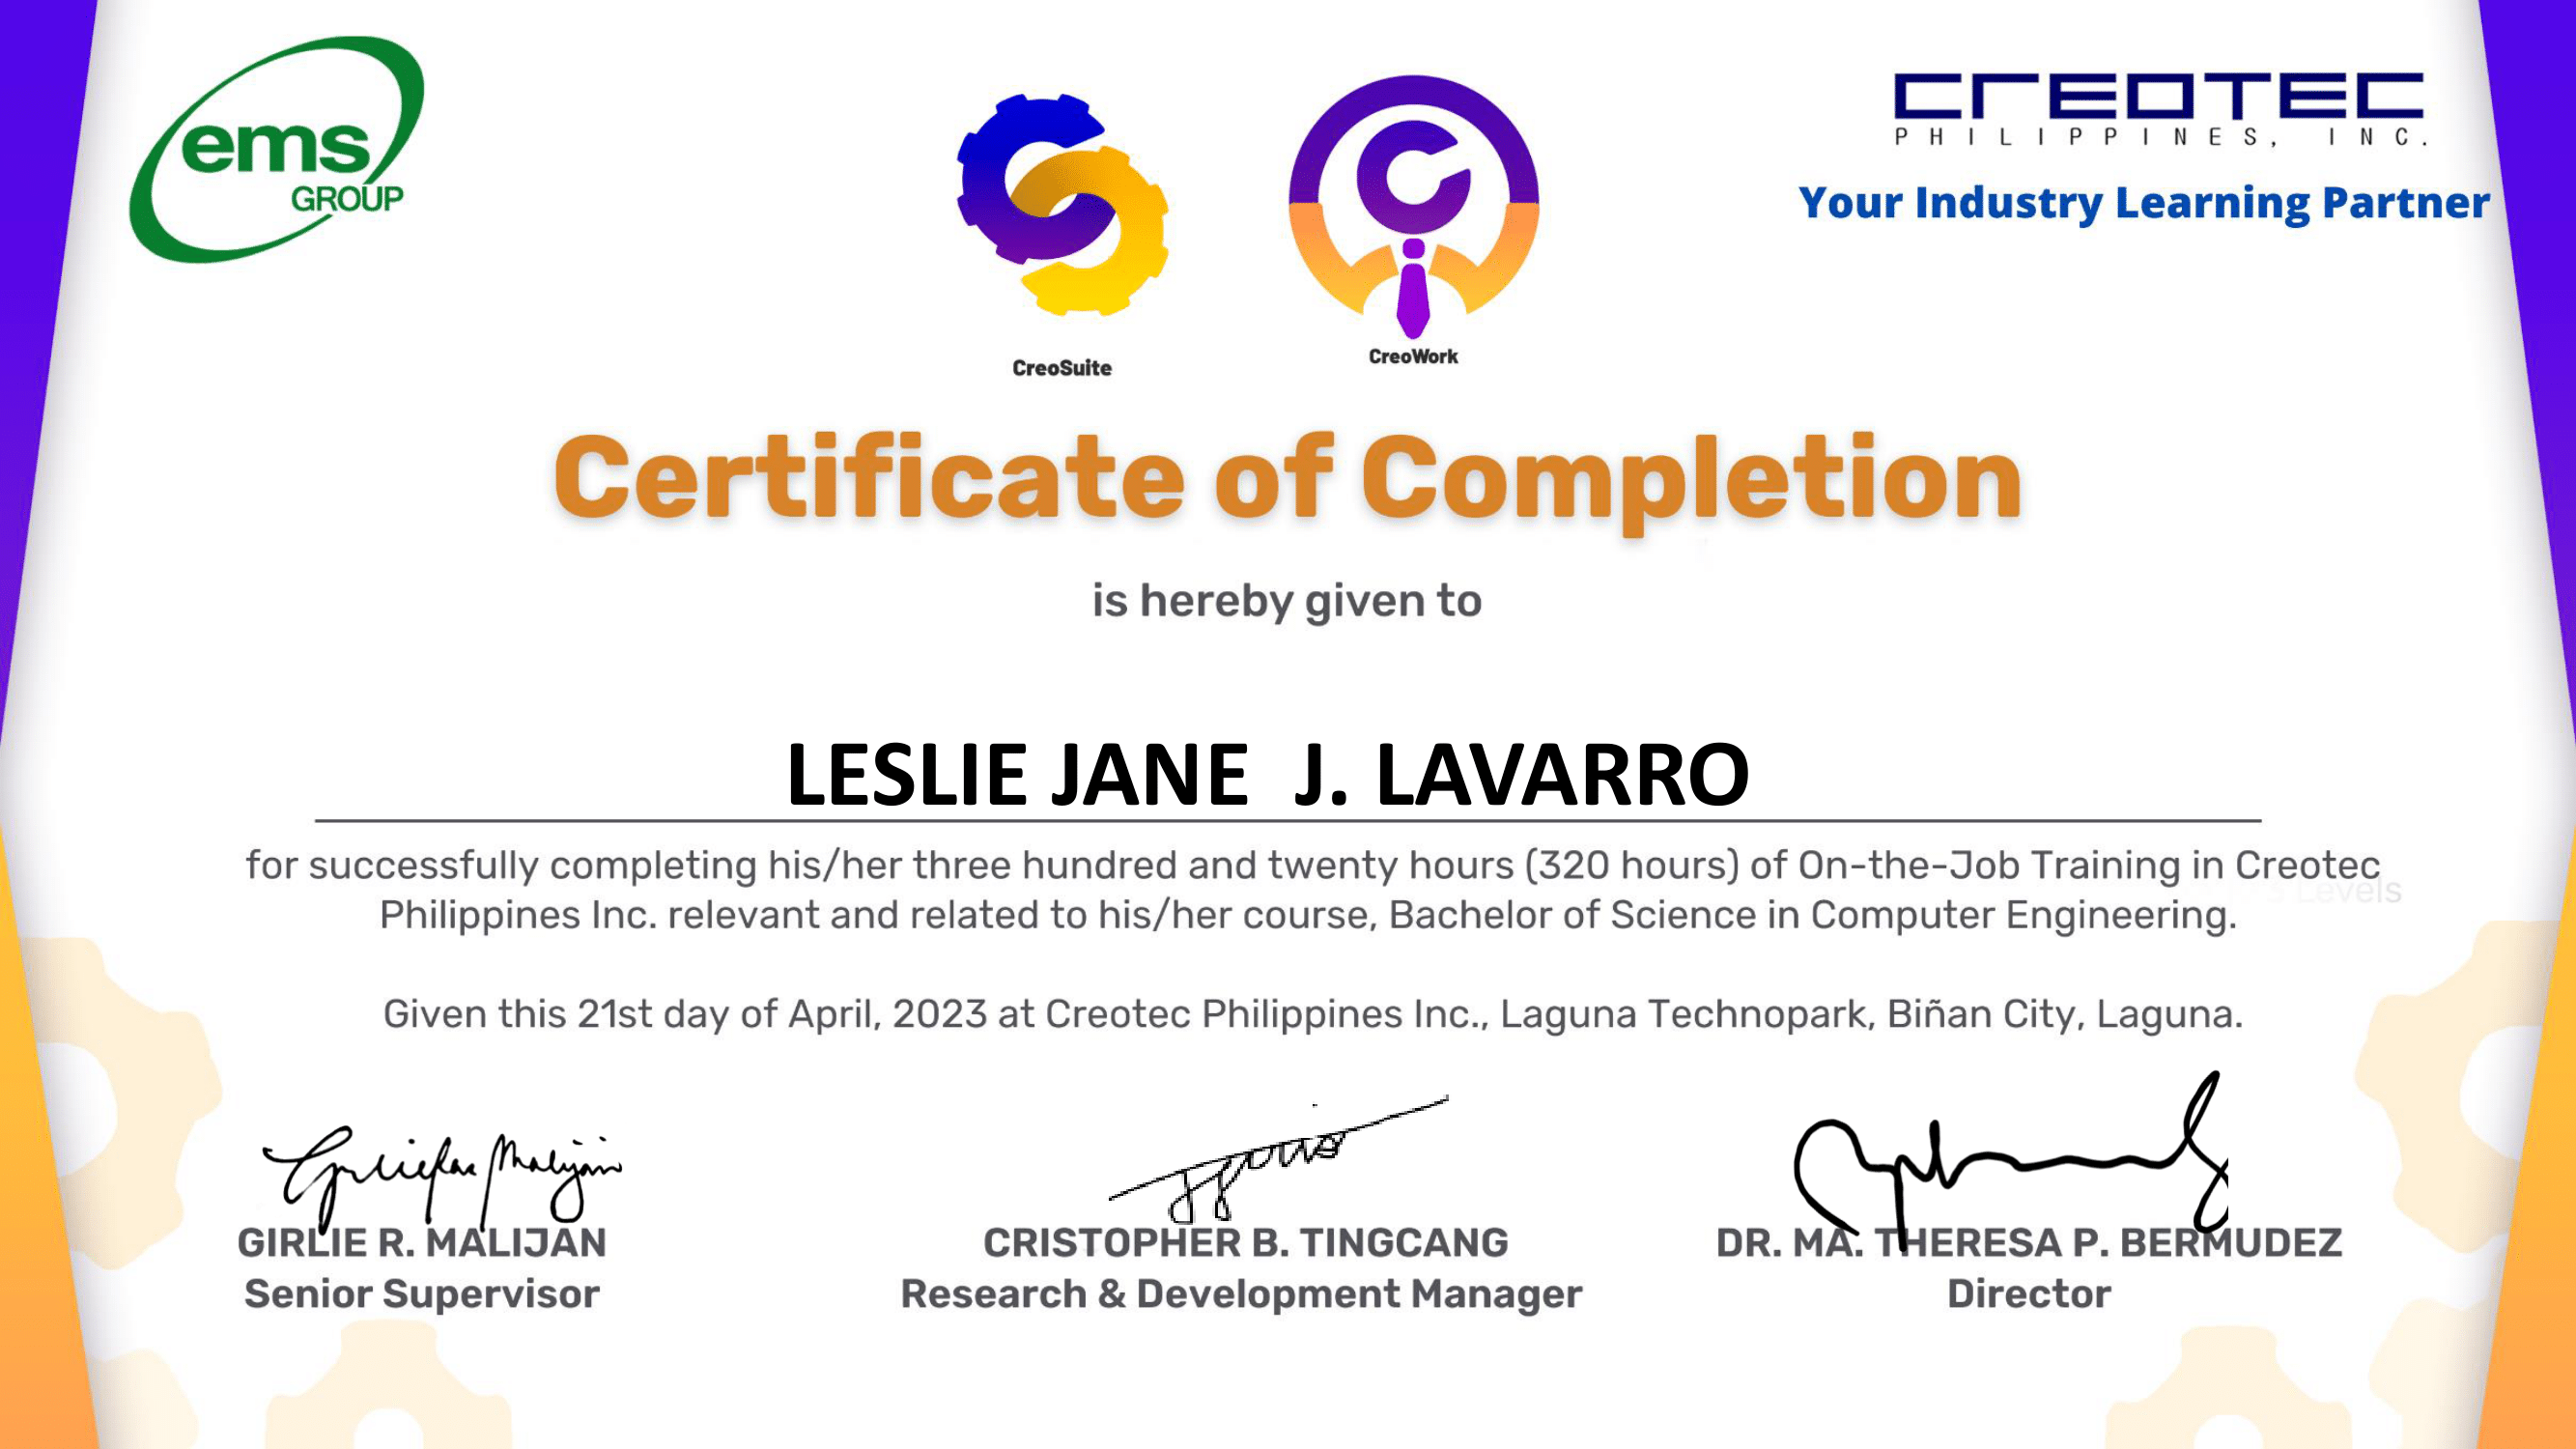 ems
GROUP
CreoSuite
CreoWork
CREOTEC
PHILIPPINES, INC.
Your Industry Learning Partner
Certificate of Completion
is hereby given to
LESLIE JANE  J. LAVARRO
for successfully completing his/her three hundred and twenty hours (320 hours) of On-the-Job Training in Creotec
Levels
Philippines Inc. relevant and related to his/her course, Bachelor of Science in Computer Engineering.
Given this 21st day of April, 2023 at Creotec Philippines Inc., Laguna Technopark, Biñan City, Laguna.
GIRLIE R. MALIJAN
Senior Supervisor
CRISTOPHER B. TINGCANG
Research & Development Manager
DR. MA. THERESA P. BERMUDEZ
Director